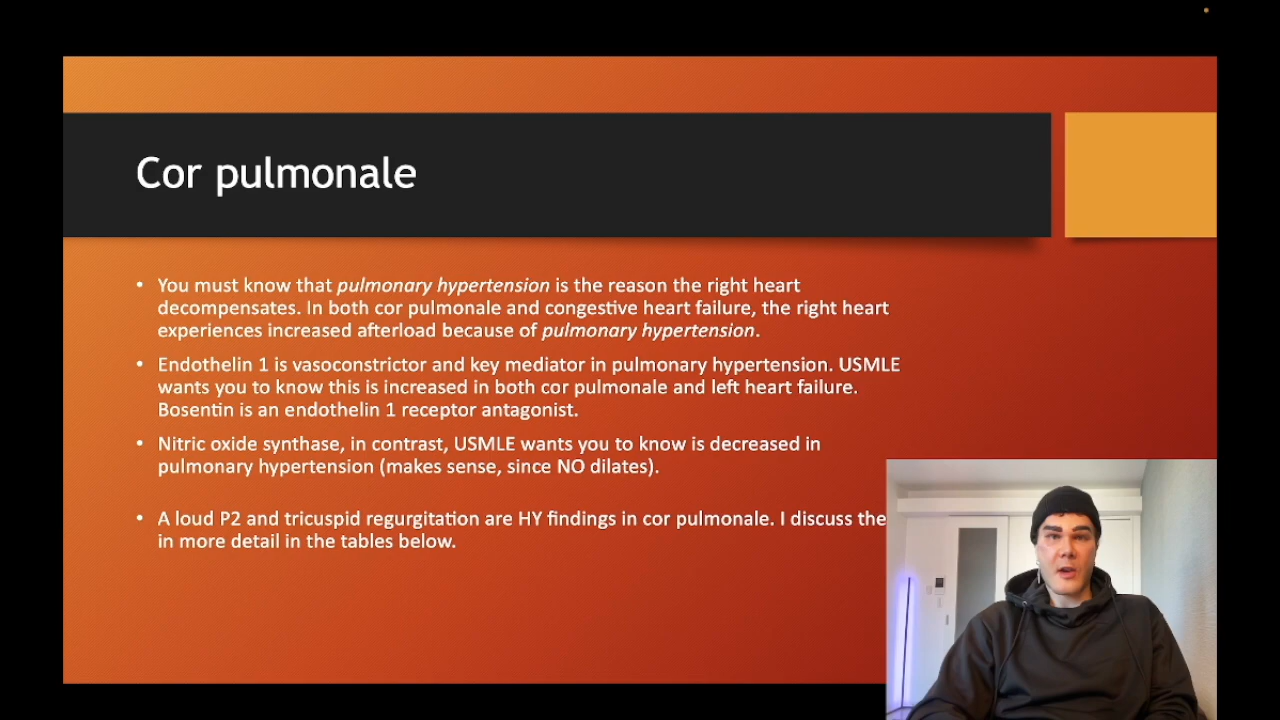 Cor pulmonale
• You must know that pulmonary hypertension is the reason the right heart
decompensates. In both cor pulmonale and congestive heart failure, the right heart
experiences increased afterload because of pulmonary hypertension.
• Endothelin 1 is vasoconstrictor and key mediator in pulmonary hypertension. USMLE
wants you to know this is increased in both cor pulmonale and left heart failure.
Bosentin is an endothelin 1 receptor antagonist.
• Nitric oxide synthase, in contrast, USMLE wants you to know is decreased in
pulmonary hypertension (makes sense, since NO dilates).
• A loud P2 and tricuspid regurgitation are HY findings in cor pulmonale. I discuss the
in more detail in the tables below.